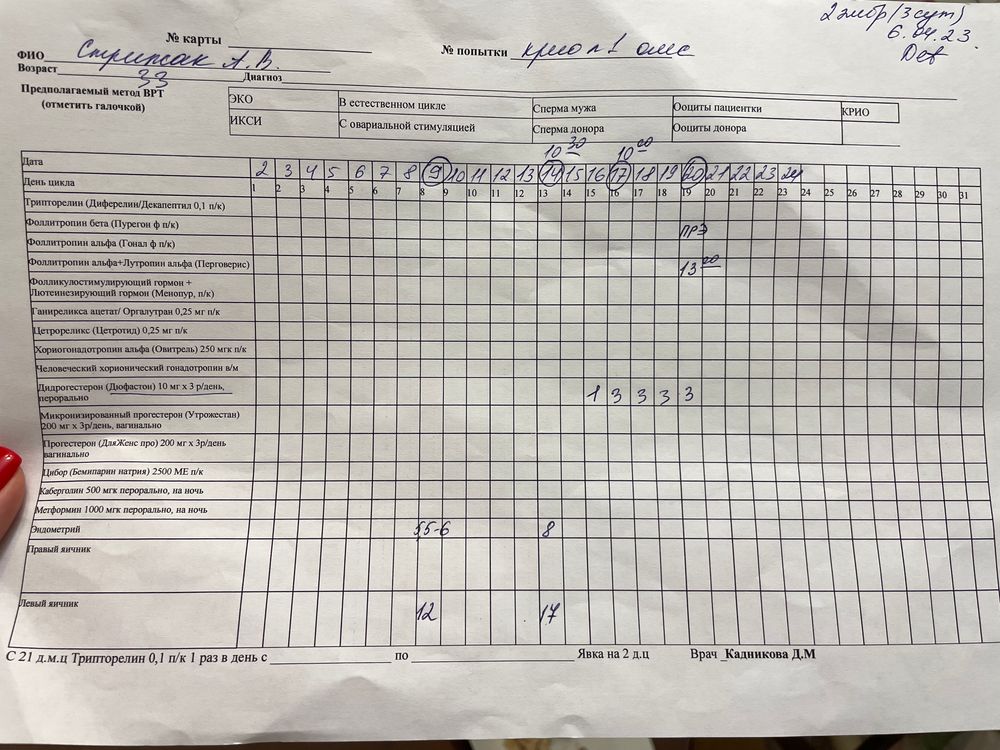 2 эмбр (3 сут)
6.04.23.
№ карты
№ попытки крио п 1 омс
ФИО Стрижак А.В.
Возраст 33 Диагноз
Предполагаемый метод ВРТ
(отметить галочкой)
ЭКО В естественном цикле Сперма мужа Ооциты пациентки КРИО
ИКСИ С овариальной стимуляцией Сперма донора Ооциты донора
10 30 10 00
Дата 2 3 4 5 6 7 8 9 10 11 12 13 14 15 16 17 18 19 20 21 22 23 24
День цикла 1 2 3 4 5 6 7 8 9 10 11 12 13 14 15 16 17 18 19 20 21 22 23 24 25 26 27 28 29 30 31
Трипторелин (Диферелин/Декапептил 0,1 п/к)
Фоллитропин бета (Пурегон ф п/к) ПРЭ
Фоллитропин альфа (Гонал ф п/к)
Фоллитропин альфа+Лутропин альфа (Перговерис) 13 00
Фолликулостимулирующий гормон +
Лютеинезирующий гормон (Менопур, п/к)
Ганиреликса ацетат/ Оргалутран 0,25 мг п/к
Цетрореликс (Цетротид) 0,25 мг п/к
Хориогонадотропин альфа (Овитрель) 250 мгк п/к
Человеческий хорионический гонадотропин в/м
Дидрогестерон (Дюфастон) 10 мг х 3 р/день,
перорально 1 3 3 3 3
Микронизированный прогестерон (Утрожестан)
200 мг х 3р/день, вагинально
Прогестерон (ДляЖенс про) 200 мг х 3р/день
вагинально
Цибор (Бемипарин натрия) 2500 МЕ п/к
Каберголин 500 мгк перорально, на ночь
Метформин 1000 мгк перорально, на ночь
Эндометрий 5,5-6 8
Правый яичник
Левый яичник 12 17
С 21 д.м.ц Трипторелин 0,1 п/к 1 раз в день с по Явка на 2 д.ц Врач Кадникова Д.М